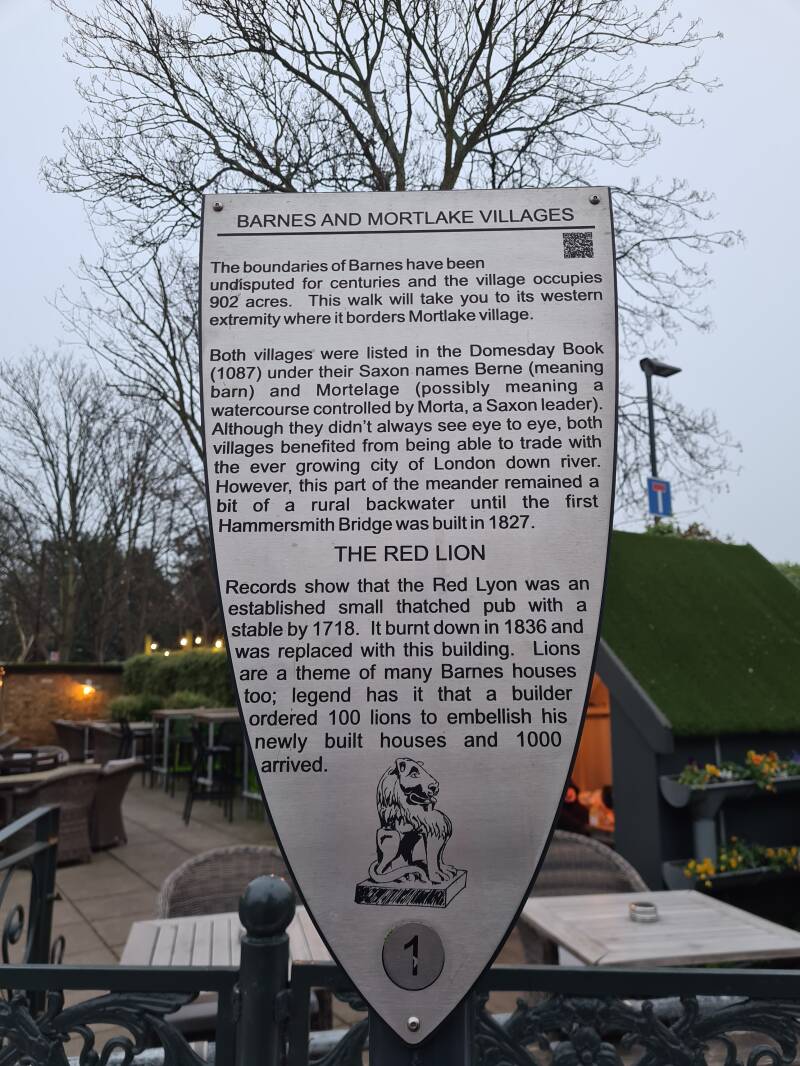 BARNES AND MORTLAKE VILLAGES
The boundaries of Barnes have been
undisputed for centuries and the village occupies
902 acres. This walk will take you to its western
extremity where it borders Mortlake village.
Both villages were listed in the Domesday Book
(1087) under their Saxon names Berne (meaning
barn) and Mortelage (possibly meaning a
watercourse controlled by Morta, a Saxon leader).
Although they didn't always see eye to eye, both
villages benefited from being able to trade with
the ever growing city of London down river.
However, this part of the meander remained a
bit of a rural backwater until the first
Hammersmith Bridge was built in 1827.
THE RED LION
Records show that the Red Lyon was an
established small thatched pub with a
stable by 1718. It burnt down in 1836 and
was replaced with this building. Lions
are a theme of many Barnes houses
too; legend has it that a builder
ordered 100 lions to embellish his
newly built houses and 1000
arrived.
1